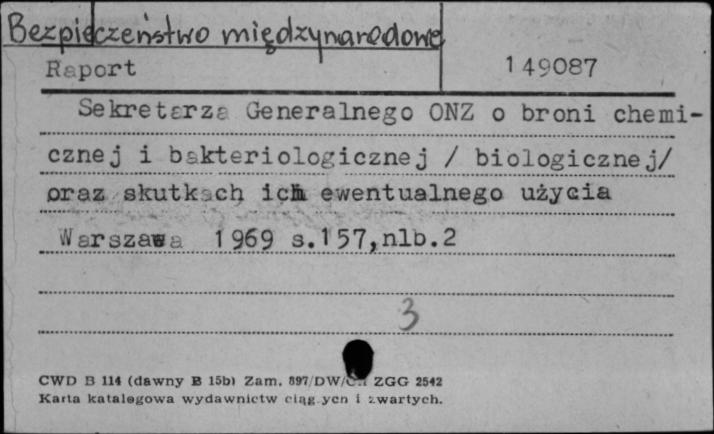 Bezpieczeństwo międzynarodowe
Raport 149087
Sekretarza Generalnego ONZ o broni chemi-
cznej i bakteriologicznej / biologicznej/
oraz skutkach ich ewentualnego użycia
Warszawa 1969 s.157,nlb.2
3
CWD B 114 (dawny B 15b) Zam. 897/DW/ ZGG 2542
Karta katalogowa wydawnictw ciągłych i zwartych.